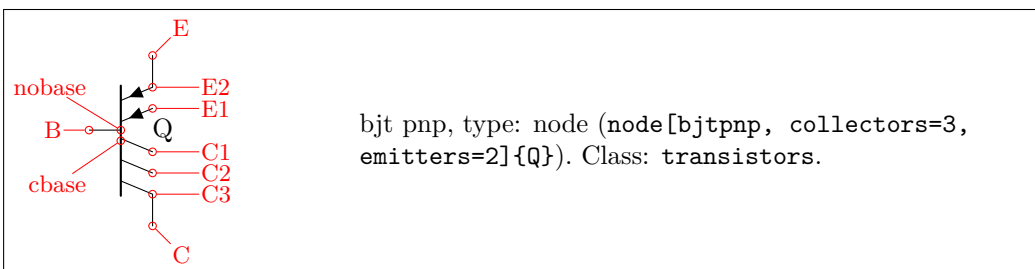 E
nobase
E2
E1
B
Q
C1
C2
cbase
C3
C
bjt pnp, type: node (node[bjtpnp, collectors=3,
emitters=2]{Q}). Class: transistors.